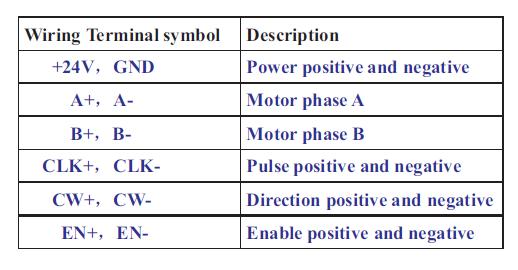 Wiring Terminal symbol Description
+24V, GND Power positive and negative
A+, A- Motor phase A
B+, B- Motor phase B
CLK+, CLK- Pulse positive and negative
CW+, CW- Direction positive and negative
EN+, EN- Enable positive and negative